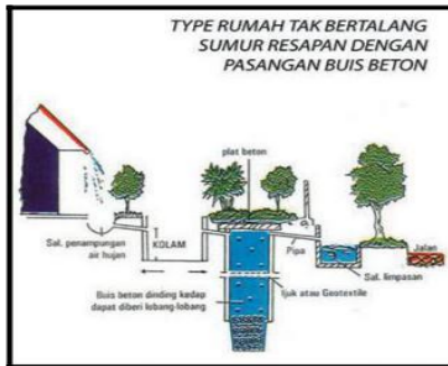 TYPE RUMAH TAK BERTALANG
SUMUR RESAPAN DENGAN
PASANGAN BUIS BETON
plat beton
KOLAM
Sal. penampungan
air hujan
Pipa
Jalan
Sal. limpasan
Buis beton dinding kadap
dapat diberi lobang-lobang
Ijuk atau Geotextile